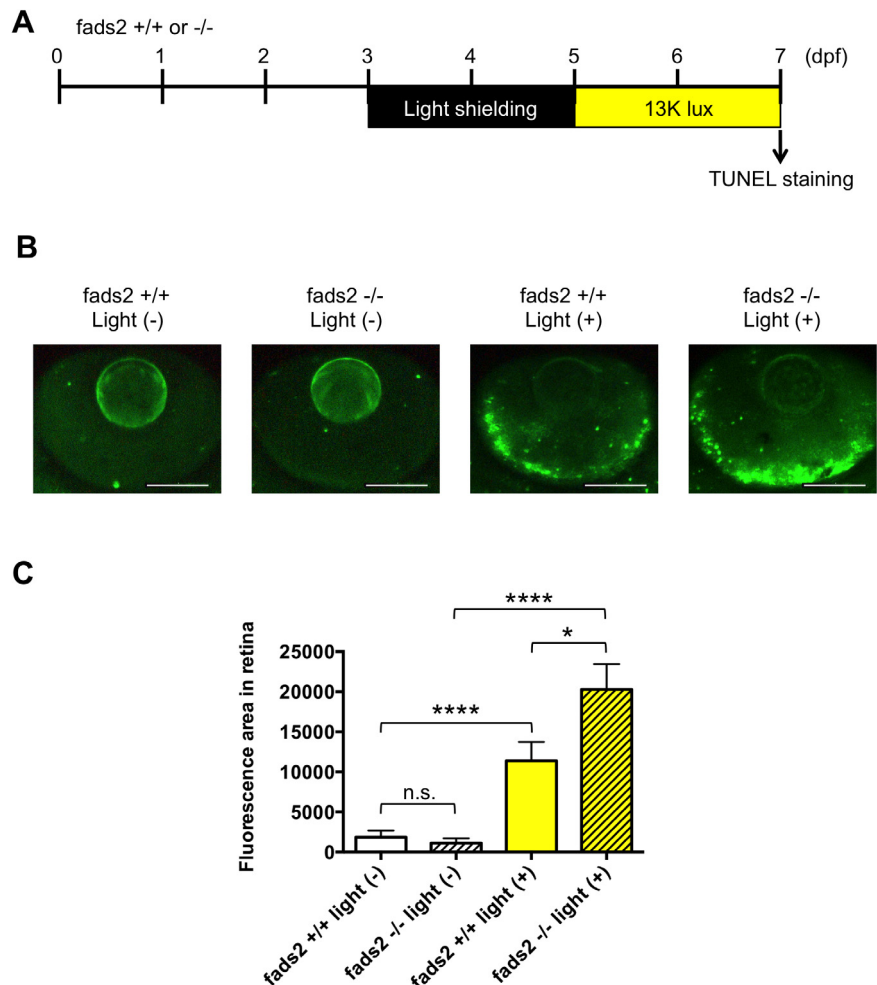 A
fads2 +/+ or -/-
0 1 2 3 4 5 6 7 (dpf)
Light shielding
13K lux
TUNEL staining
B
fads2 +/+
Light (-)
fads2 -/-
Light (-)
fads2 +/+
Light (+)
fads2 -/-
Light (+)
C
****
*
****
n.s.
Fluorescence area in retina
25000
20000
15000
10000
5000
0
fads2 +/+ light (-)
fads2 -/- light (-)
fads2 +/+ light (+)
fads2 -/- light (+)